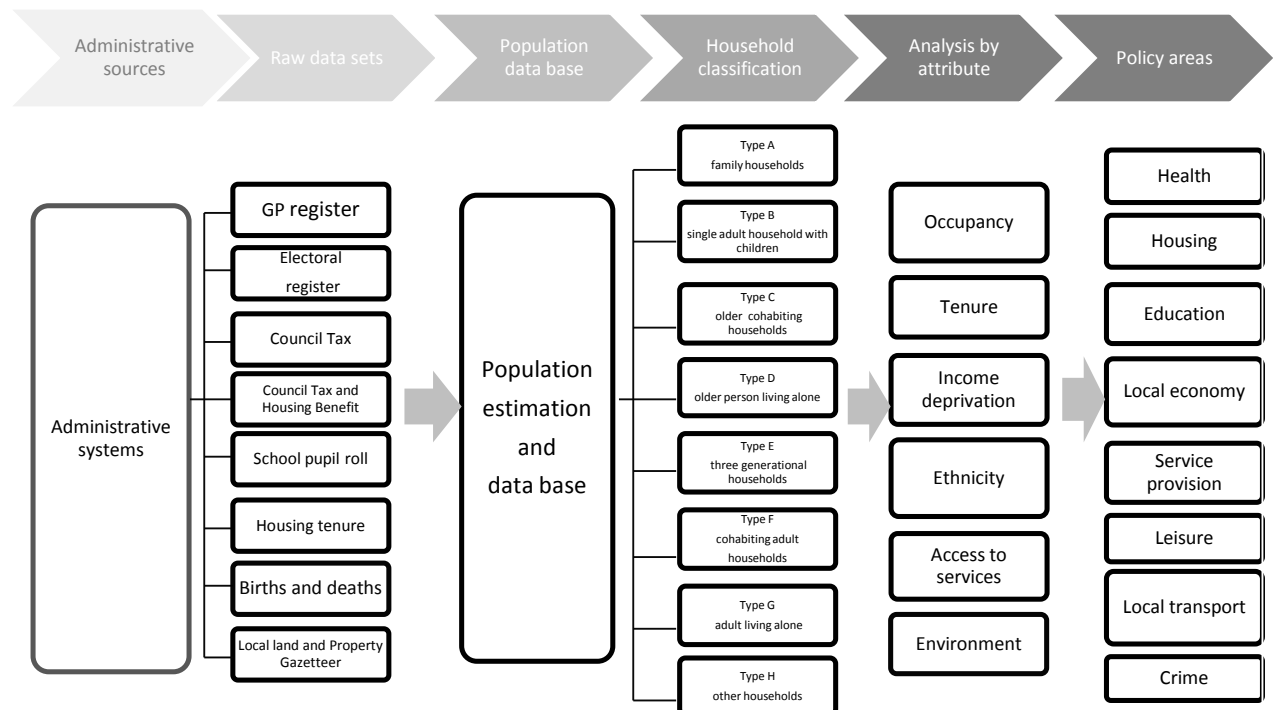 Administrative
sources
Raw data sets
Population
data base
Household
classification
Analysis by
attribute
Policy areas
Administrative
systems
GP register
Electoral
register
Council Tax
Council Tax and
Housing Benefit
School pupil roll
Housing tenure
Births and deaths
Local land and Property
Gazetteer
Population
estimation
and
data base
Type A
family households
Type B
single adult household with
children
Type C
older cohabiting
households
Type D
older person living alone
Type E
three generational
households
Type F
cohabiting adult
households
Type G
adult living alone
Type H
other households
Occupancy
Tenure
Income
deprivation
Ethnicity
Access to
services
Environment
Health
Housing
Education
Local economy
Service
provision
Leisure
Local transport
Crime